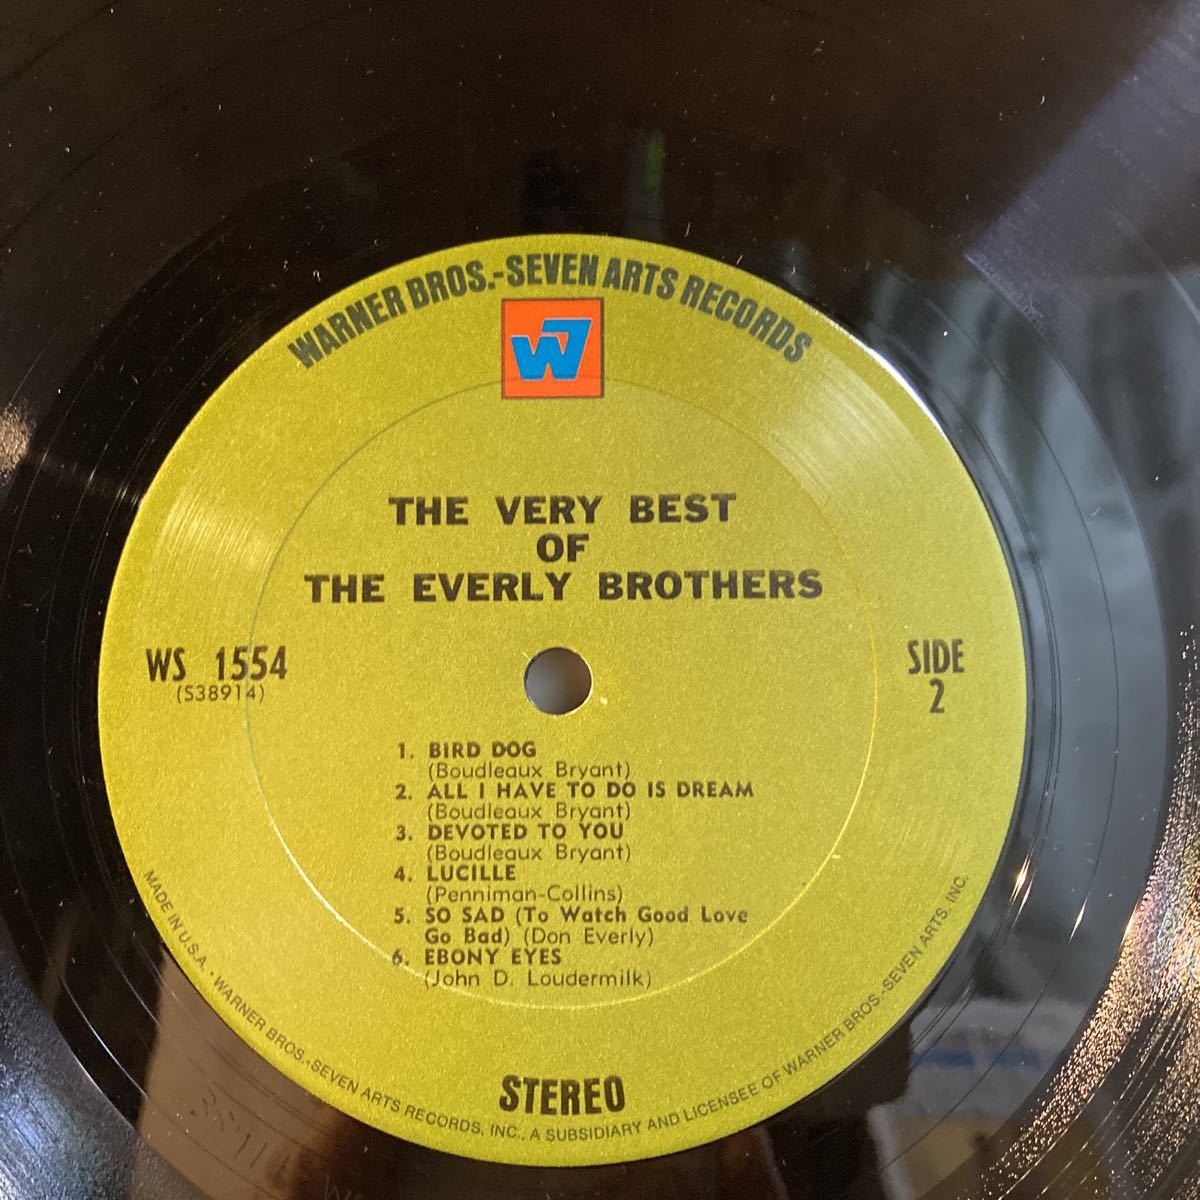 WARNER BROS.-SEVEN ARTS RECORDS
W7
THE VERY BEST
OF
THE EVERLY BROTHERS
WS 1554
(S38914)
SIDE
2
1. BIRD DOG
(Boudleaux Bryant)
2. ALL I HAVE TO DO IS DREAM
(Boudleaux Bryant)
3. DEVOTED TO YOU
(Boudleaux Bryant)
4. LUCILLE
(Penniman-Collins)
5. SO SAD (To Watch Good Love
Go Bad) (Don Everly)
6. EBONY EYES
(John D. Loudermilk)
STEREO
MADE IN U.S.A. • WARNER BROS.-SEVEN ARTS RECORDS, INC., A SUBSIDIARY AND LICENSEE OF WARNER BROS.-SEVEN ARTS, INC.